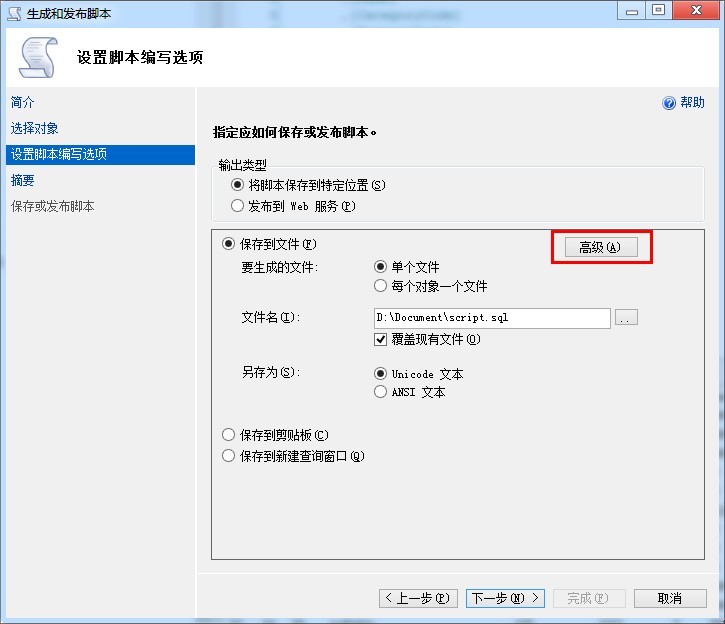 生成和发布脚本
设置脚本编写选项
简介
选择对象
设置脚本编写选项
摘要
保存或发布脚本
帮助
指定应如何保存或发布脚本。
输出类型
将脚本保存到特定位置(S)
发布到 Web 服务(P)
保存到文件(F)
高级(A)
要生成的文件:
单个文件
每个对象一个文件
文件名(I):
D:\Document\script.sql
..
覆盖现有文件(O)
另存为(S):
Unicode 文本
ANSI 文本
保存到剪贴板(C)
保存到新建查询窗口(Q)
< 上一步(P)
下一步(N) >
完成(F)
取消